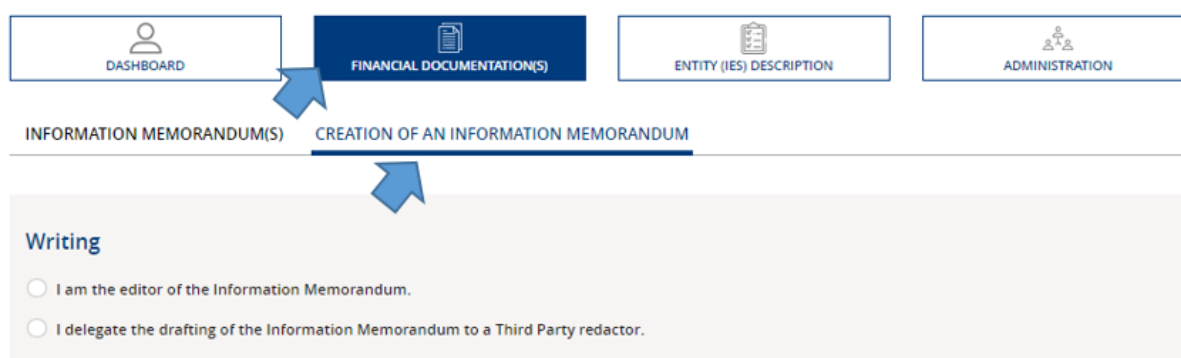 DASHBOARD
FINANCIAL DOCUMENTATION(S)
ENTITY (IES) DESCRIPTION
ADMINISTRATION
INFORMATION MEMORANDUM(S)
CREATION OF AN INFORMATION MEMORANDUM
Writing
I am the editor of the Information Memorandum.
I delegate the drafting of the Information Memorandum to a Third Party redactor.